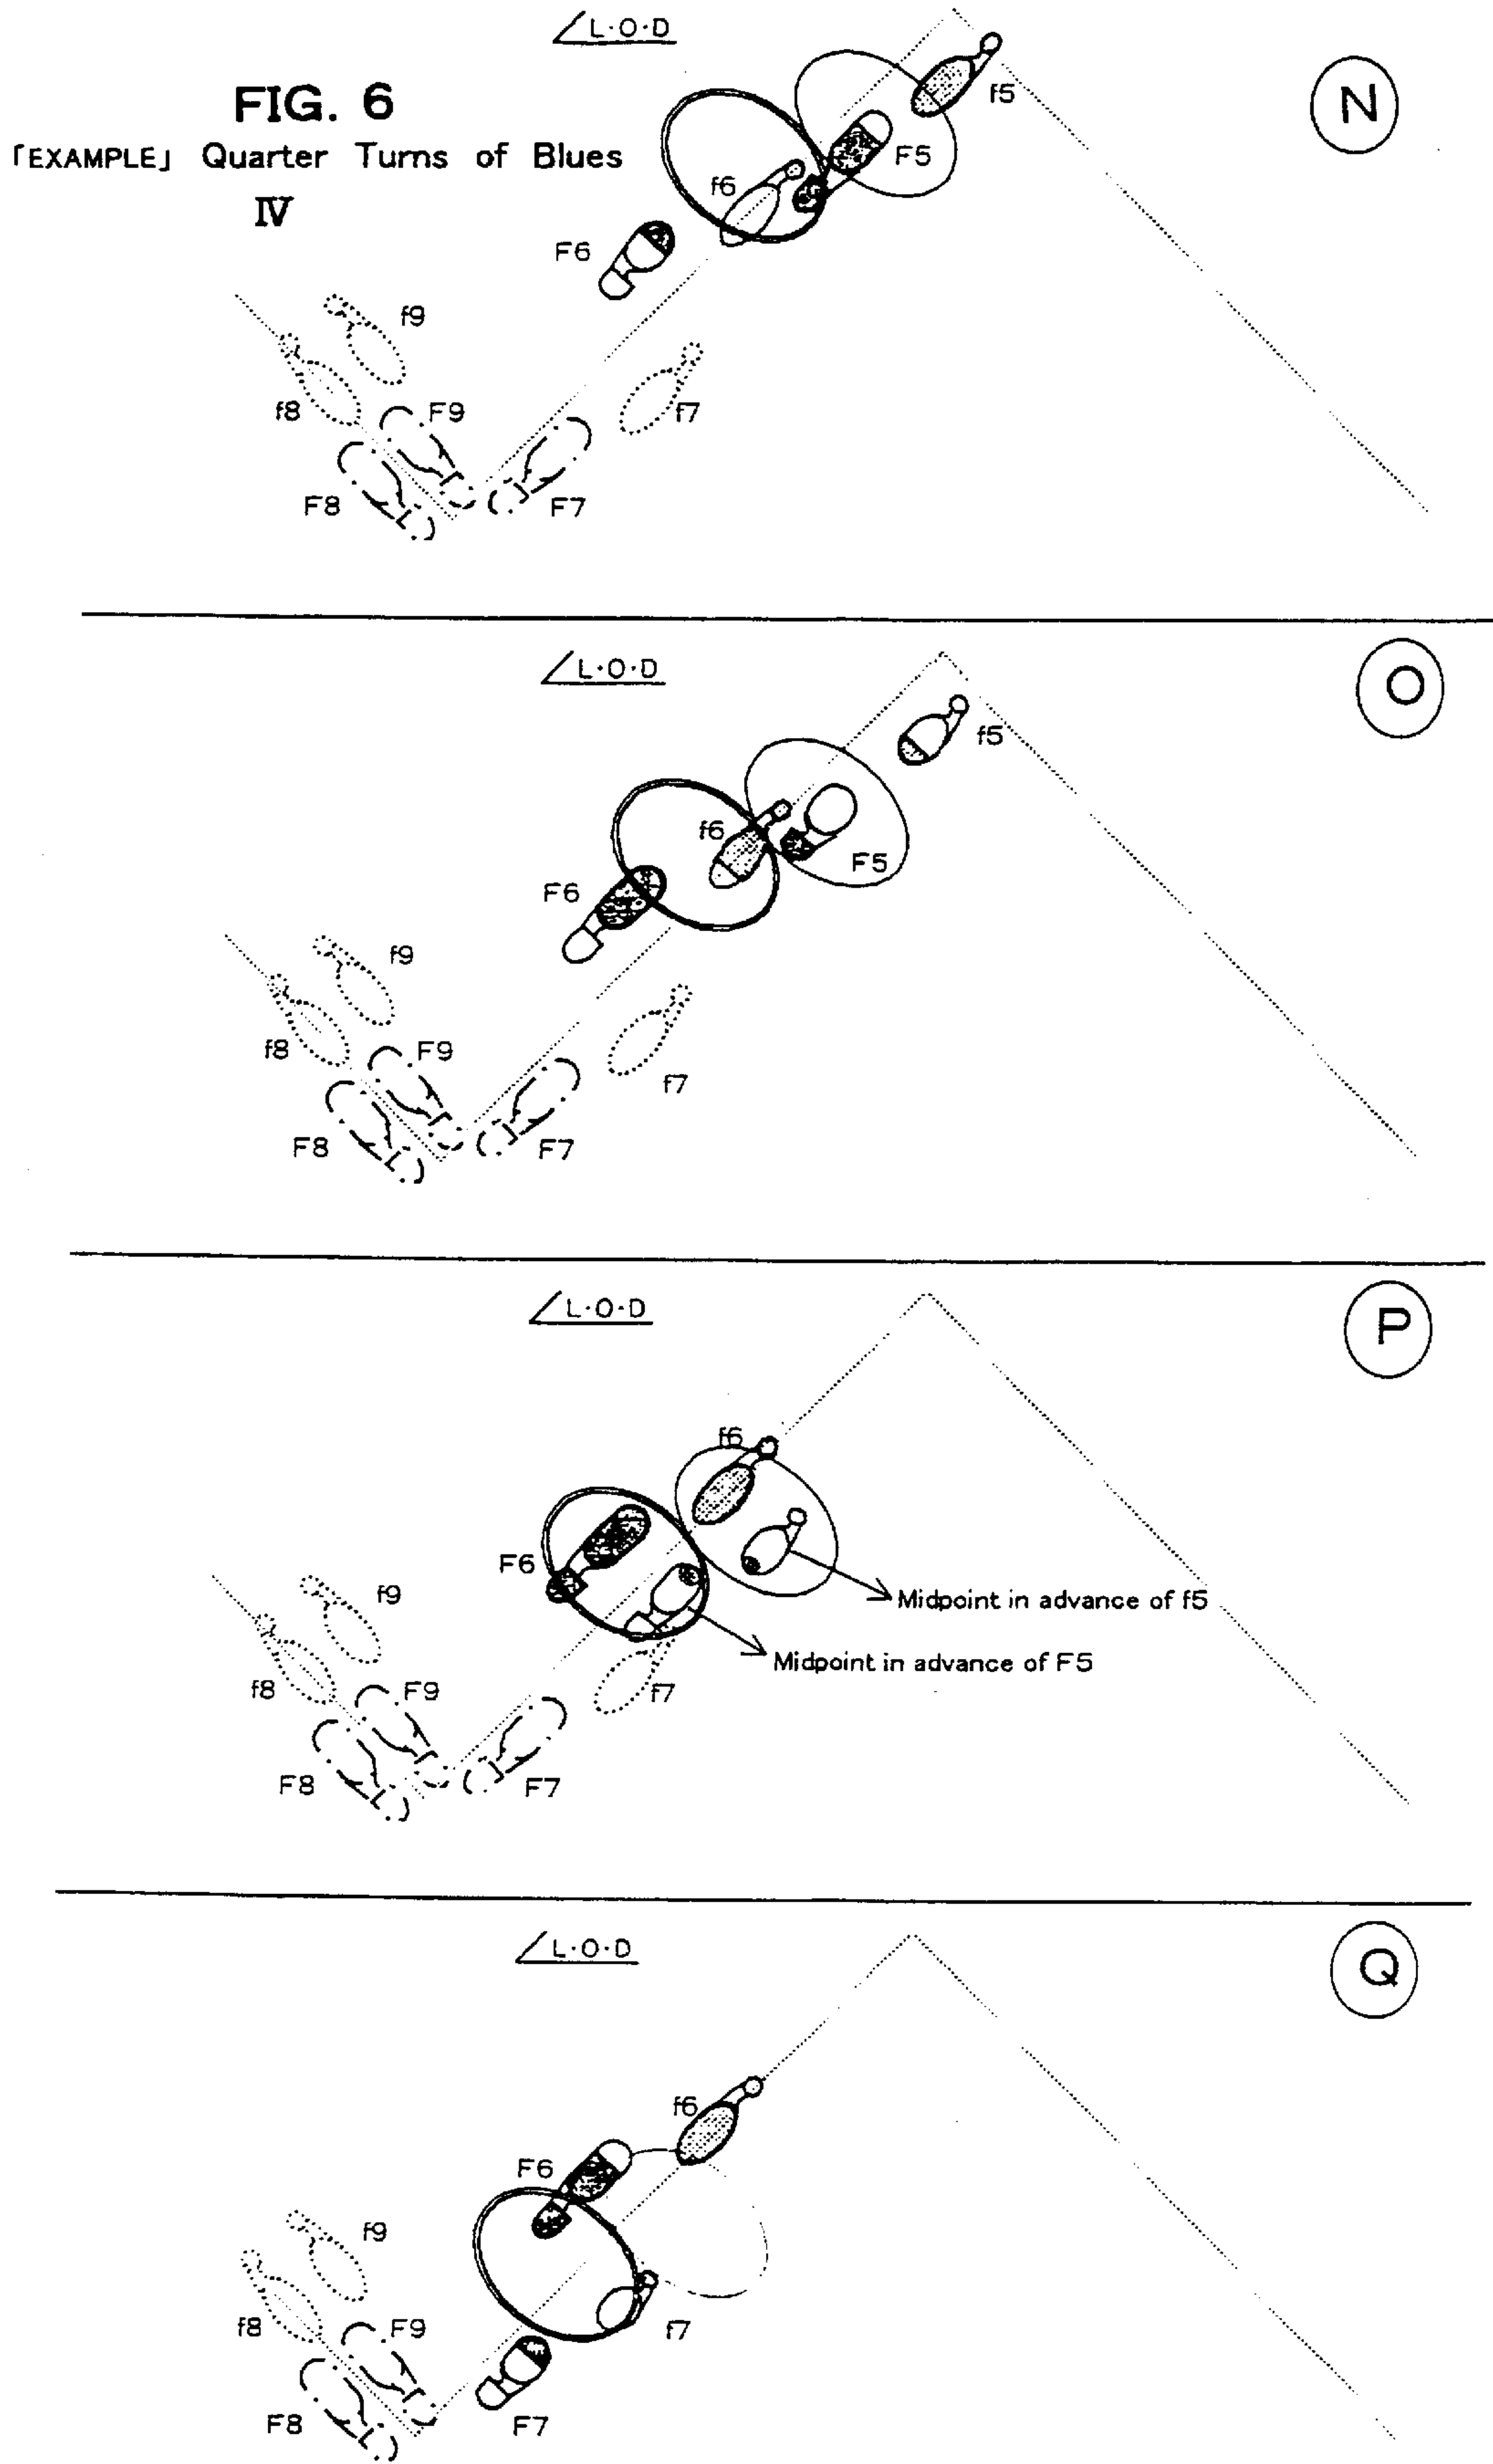 L·O·D
FIG. 6
「EXAMPLE」 Quarter Turns of Blues
IV
N
f5
F5
f6
F6
f9
f8
F9
f7
F8
F7
L·O·D
O
f5
f6
F5
F6
f9
f8
F9
f7
F8
F7
L·O·D
P
f6
F6
Midpoint in advance of f5
f9
Midpoint in advance of F5
f8
F9
f7
F8
F7
L·O·D
Q
f6
F6
f9
f8
F9
f7
F8
F7